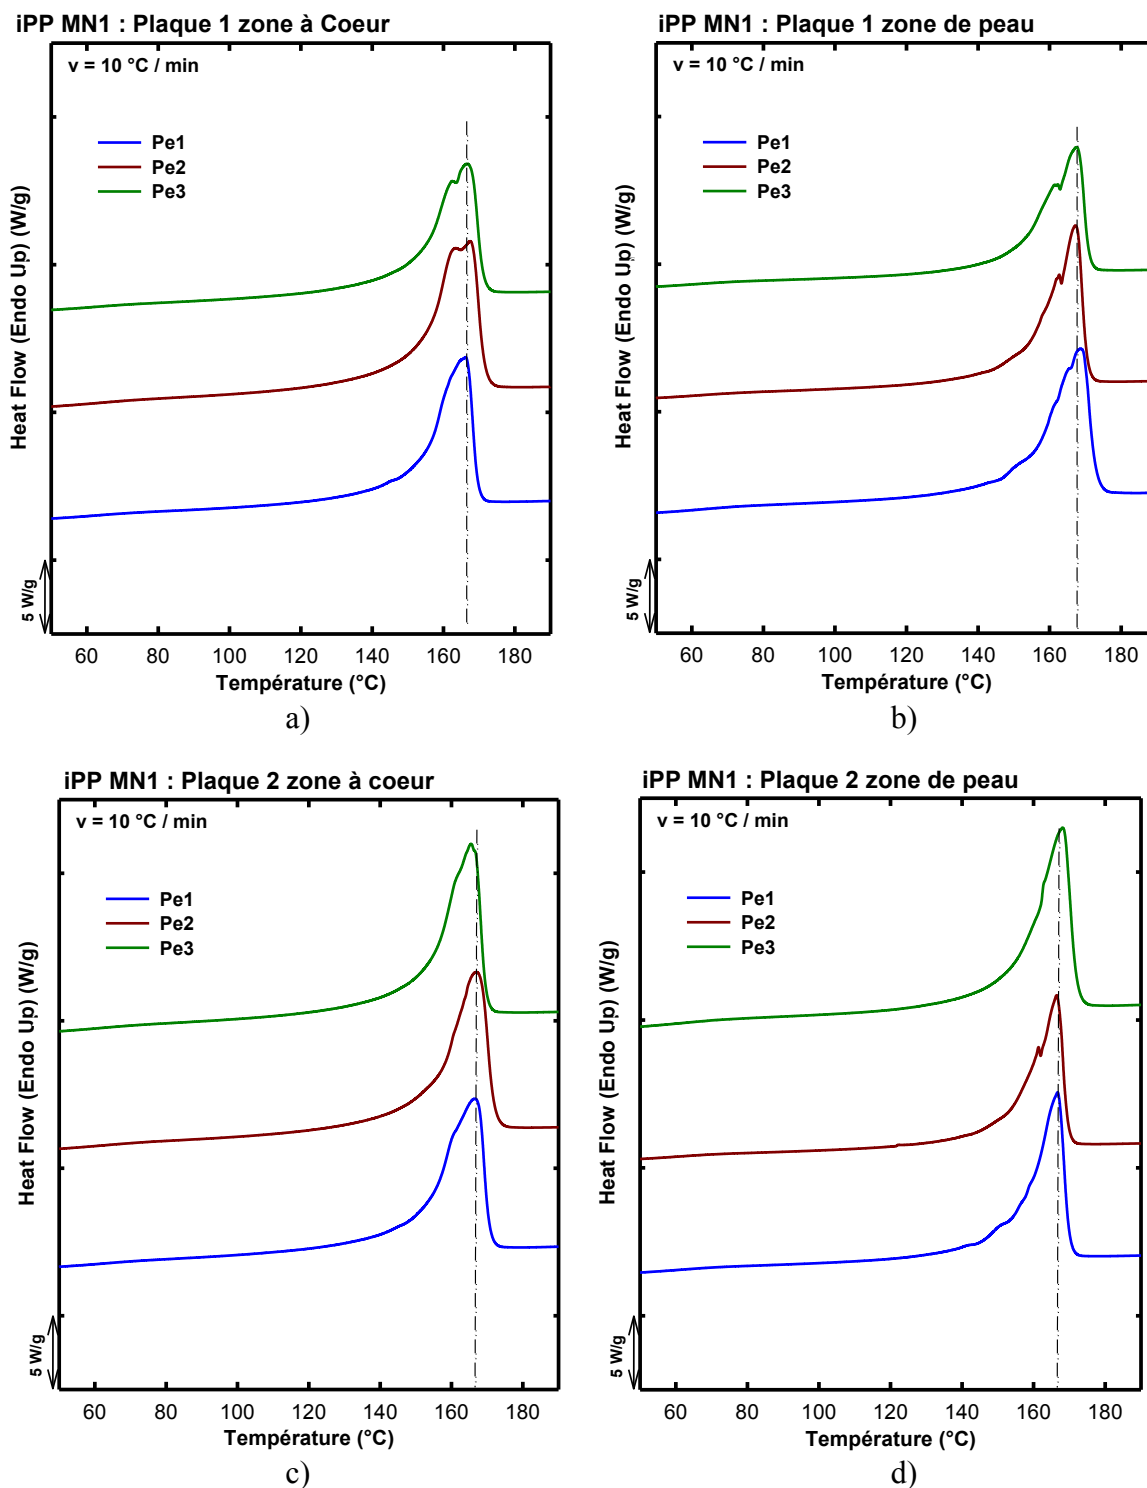 iPP MN1 : Plaque 1 zone à Coeur
v = 10 °C / min
Pe1
Pe2
Pe3
Heat Flow (Endo Up) (W/g)
5 W/g
60 80 100 120 140 160 180
Température (°C)
a)
iPP MN1 : Plaque 1 zone de peau
v = 10 °C / min
Pe1
Pe2
Pe3
Heat Flow (Endo Up) (W/g)
5 W/g
60 80 100 120 140 160 180
Température (°C)
b)
iPP MN1 : Plaque 2 zone à coeur
v = 10 °C / min
Pe1
Pe2
Pe3
Heat Flow (Endo Up) (W/g)
5 W/g
60 80 100 120 140 160 180
Température (°C)
c)
iPP MN1 : Plaque 2 zone de peau
v = 10 °C / min
Pe1
Pe2
Pe3
Heat Flow (Endo Up) (W/g)
5 W/g
60 80 100 120 140 160 180
Température (°C)
d)